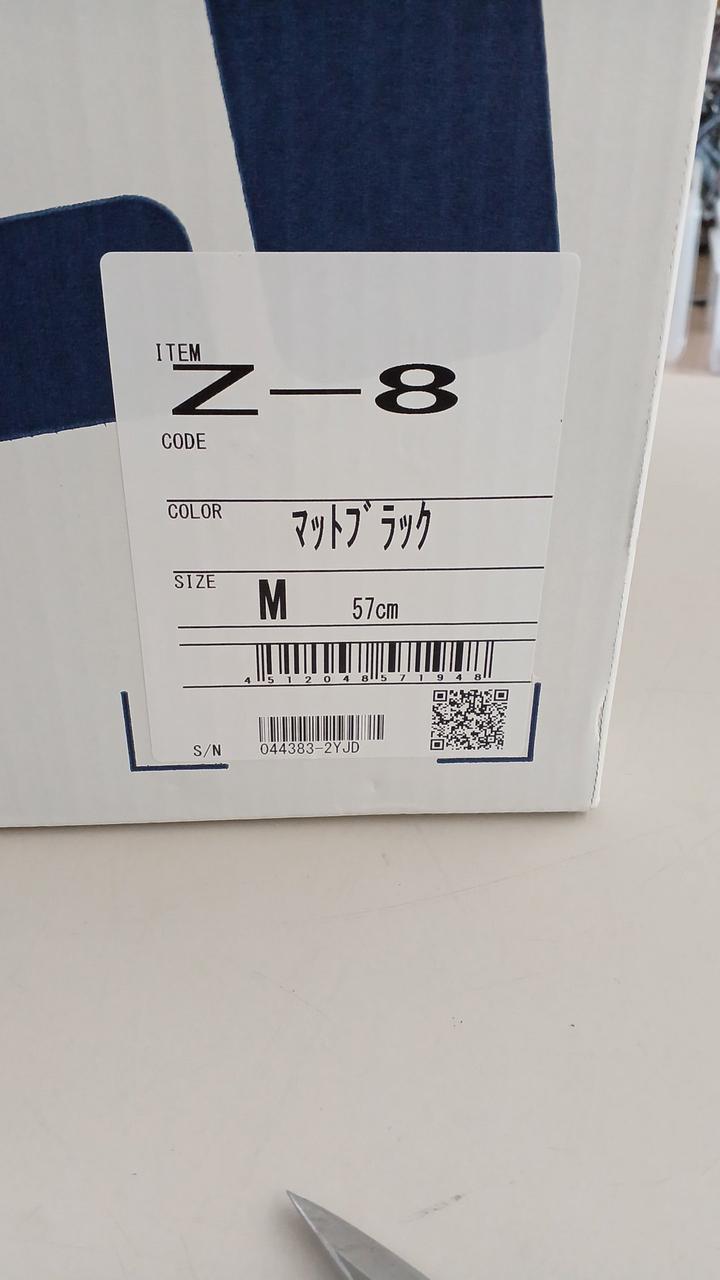 ITEM
Z-8
CODE
COLOR マットブラック
SIZE M 57cm
4512048571948
S/N 044383-2YJD